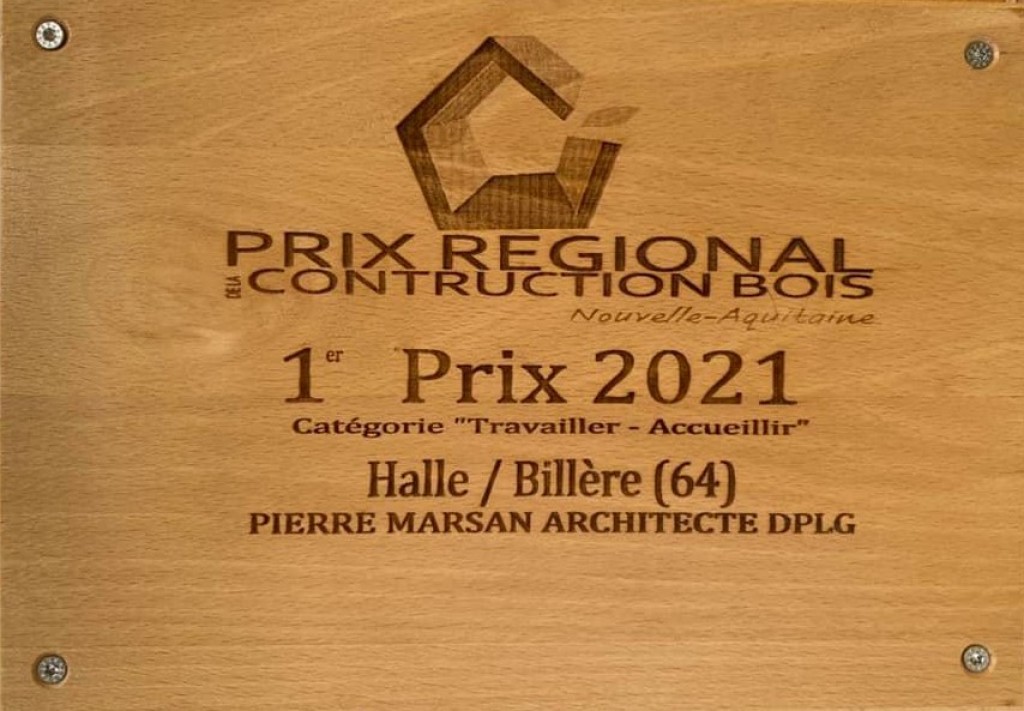 PRIX REGIONAL
DE LA CONTRUCTION BOIS
Nouvelle-Aquitaine
1er Prix 2021
Catégorie "Travailler - Accueillir"
Halle / Billère (64)
PIERRE MARSAN ARCHITECTE DPLG